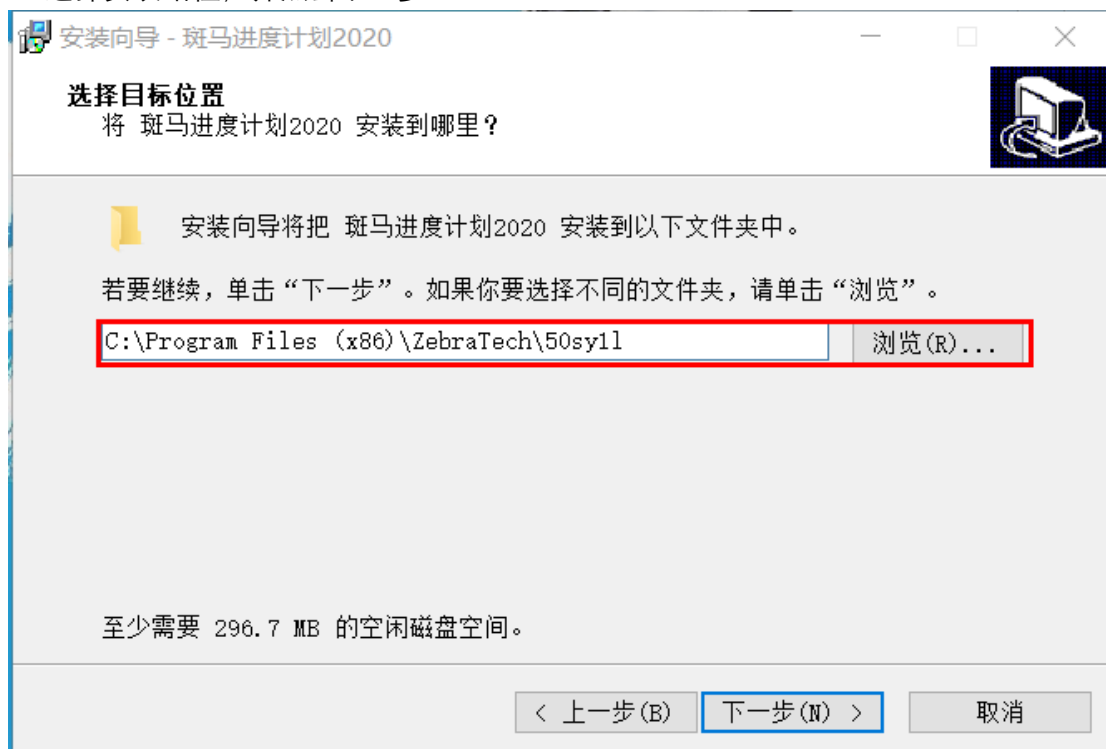 安装向导 - 斑马进度计划2020
选择目标位置
将 斑马进度计划2020 安装到哪里？
安装向导将把 斑马进度计划2020 安装到以下文件夹中。
若要继续，单击“下一步”。如果你要选择不同的文件夹，请单击“浏览”。
C:\Program Files (x86)\ZebraTech\50sy1l
浏览(R)...
至少需要 296.7 MB 的空闲磁盘空间。
< 上一步(B) 下一步(N) > 取消